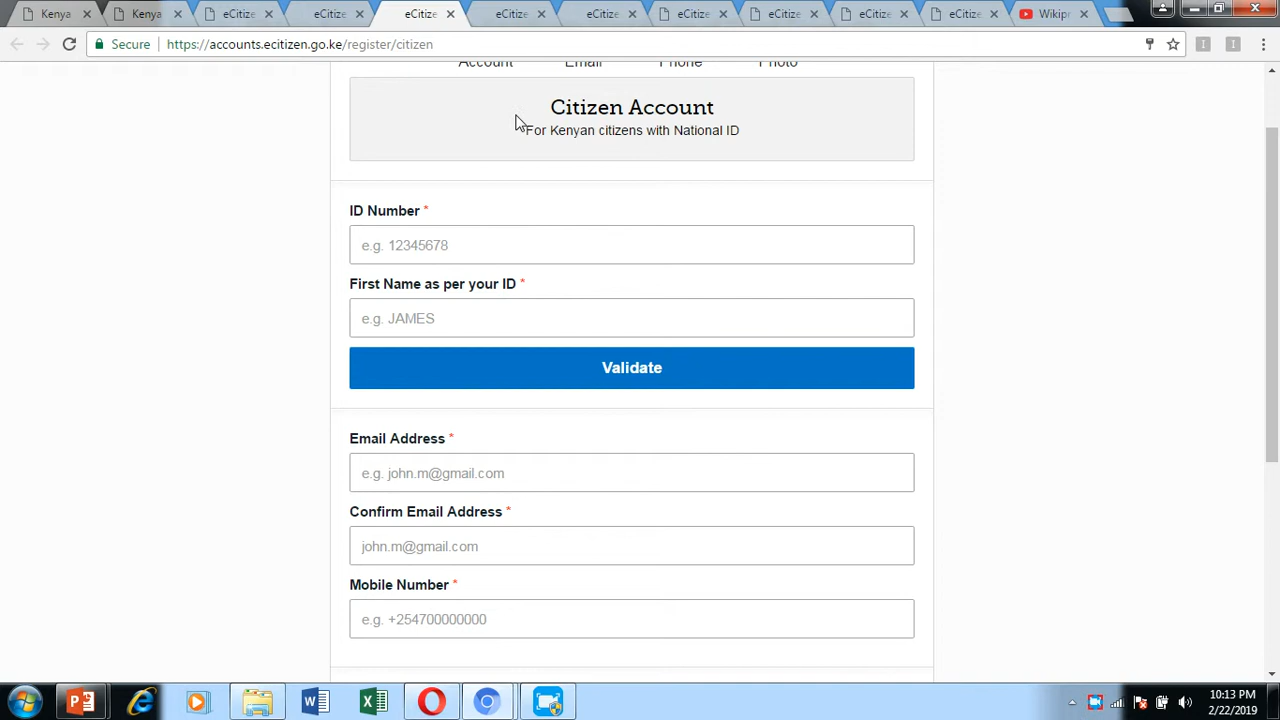 Kenya
Kenya
eCitize
eCitize
eCitize
eCitize
eCitize
eCitize
eCitize
eCitize
eCitize
Wikipr
Secure
https://accounts.ecitizen.go.ke/register/citizen
Account Email Phone Photo
Citizen Account
For Kenyan citizens with National ID
ID Number *
e.g. 12345678
First Name as per your ID *
e.g. JAMES
Validate
Email Address *
e.g. john.m@gmail.com
Confirm Email Address *
john.m@gmail.com
Mobile Number *
e.g. +254700000000
10:13 PM
2/22/2019